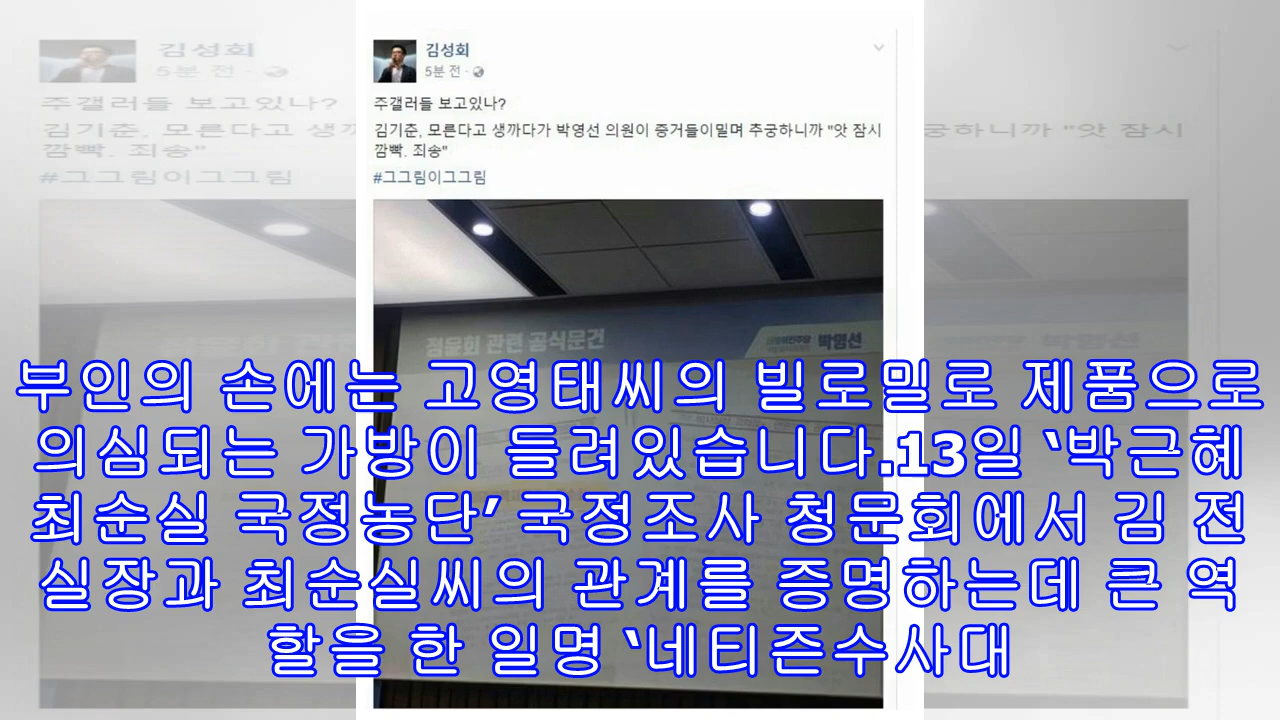 김성회
5분 전 ·
주갤러들 보고있나?
김기춘, 모른다고 생까다가 박영선 의원이 증거들이밀며 추궁하니까 "앗 잠시
깜빡. 죄송"
#그그림이그그림
정윤회 관련 공식문건
박영선
부인의 손에는 고영태씨의 빌로밀로 제품으로
의심되는 가방이 들려있습니다.13일 ‘박근혜
최순실 국정농단’ 국정조사 청문회에서 김 전
실장과 최순실씨의 관계를 증명하는데 큰 역
할을 한 일명 ‘네티즌수사대